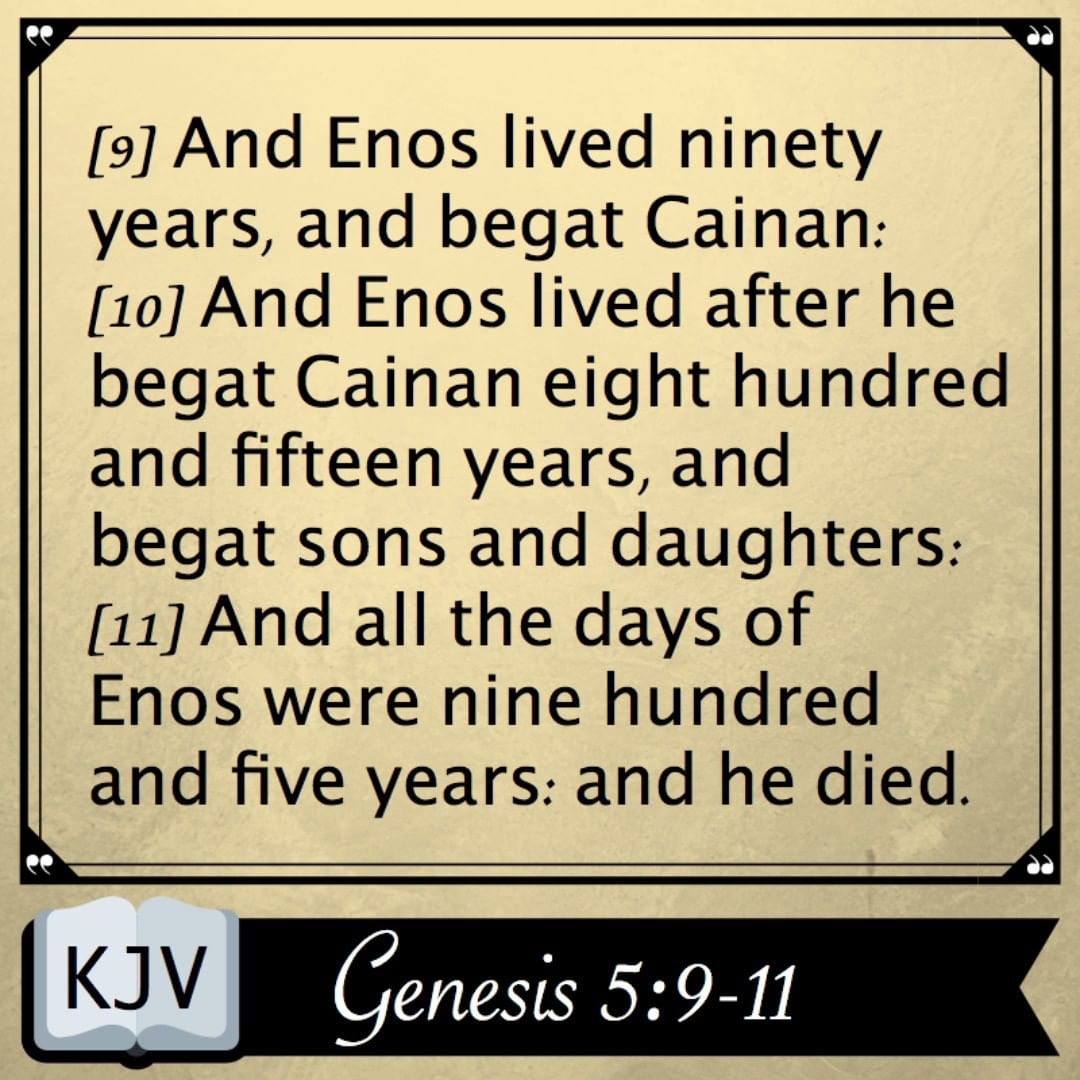 [9] And Enos lived ninety
years, and begat Cainan:
[10] And Enos lived after he
begat Cainan eight hundred
and fifteen years, and
begat sons and daughters:
[11] And all the days of
Enos were nine hundred
and five years: and he died.
KJV
Genesis 5:9-11